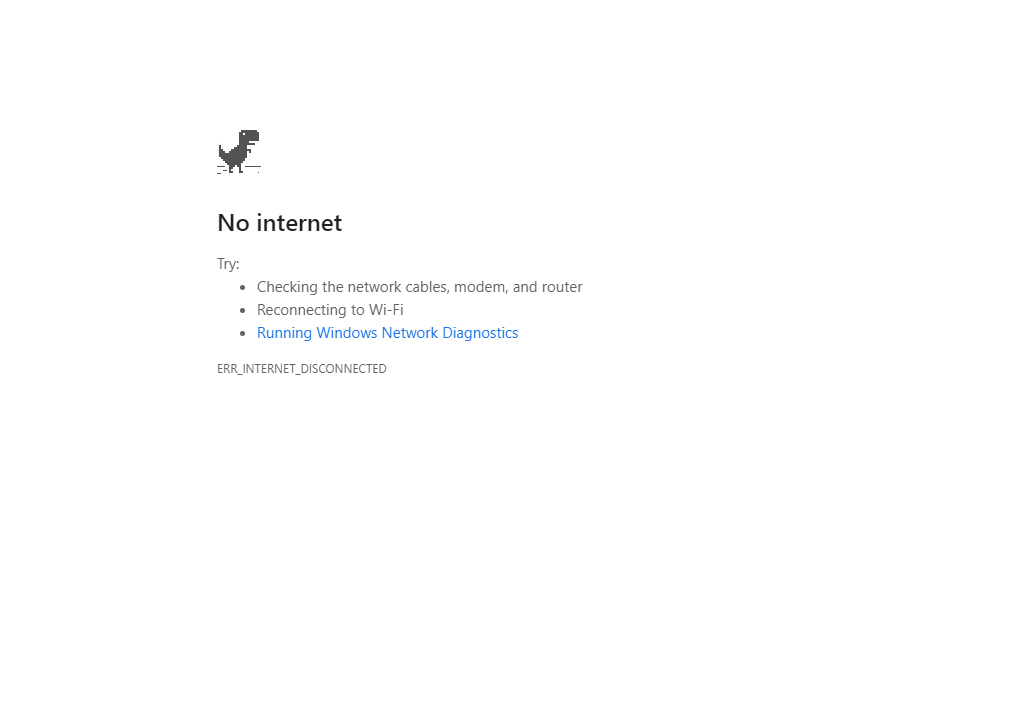 No internet
Try:
Checking the network cables, modem, and router
Reconnecting to Wi-Fi
Running Windows Network Diagnostics
ERR_INTERNET_DISCONNECTED